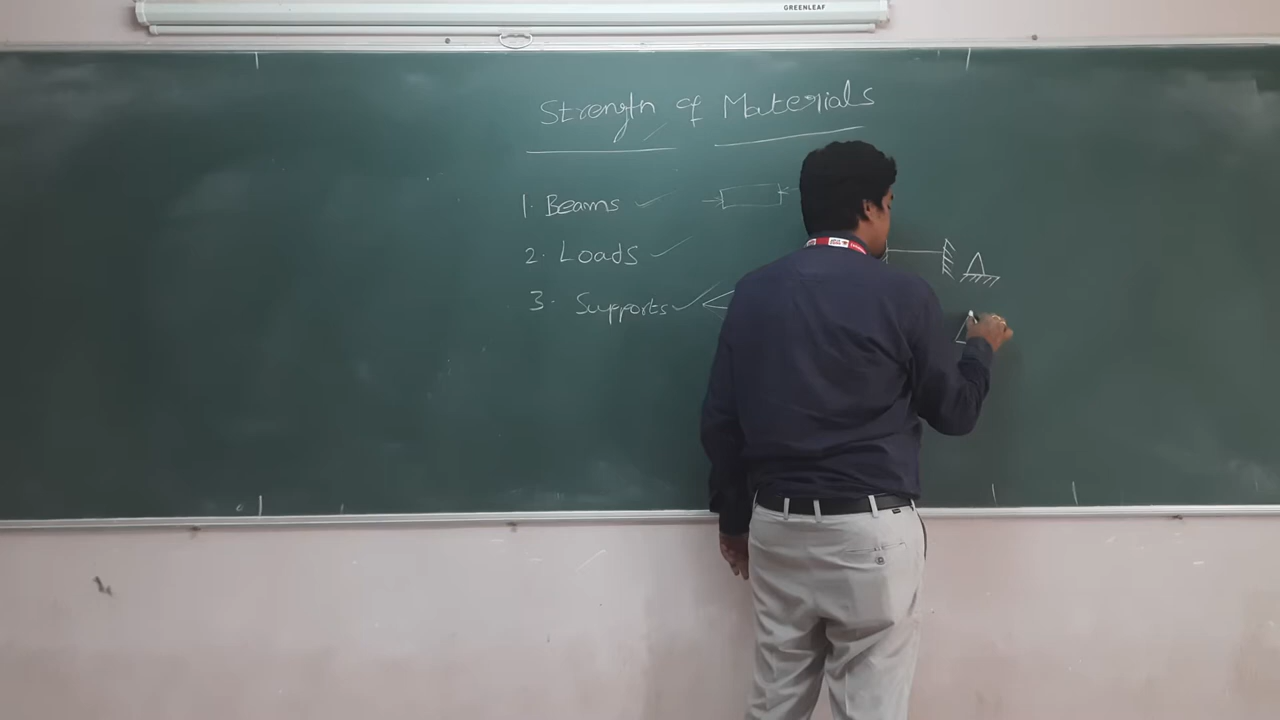 GREENLEAF
Strength of Materials
1. Beams
2. Loads
3. Supports